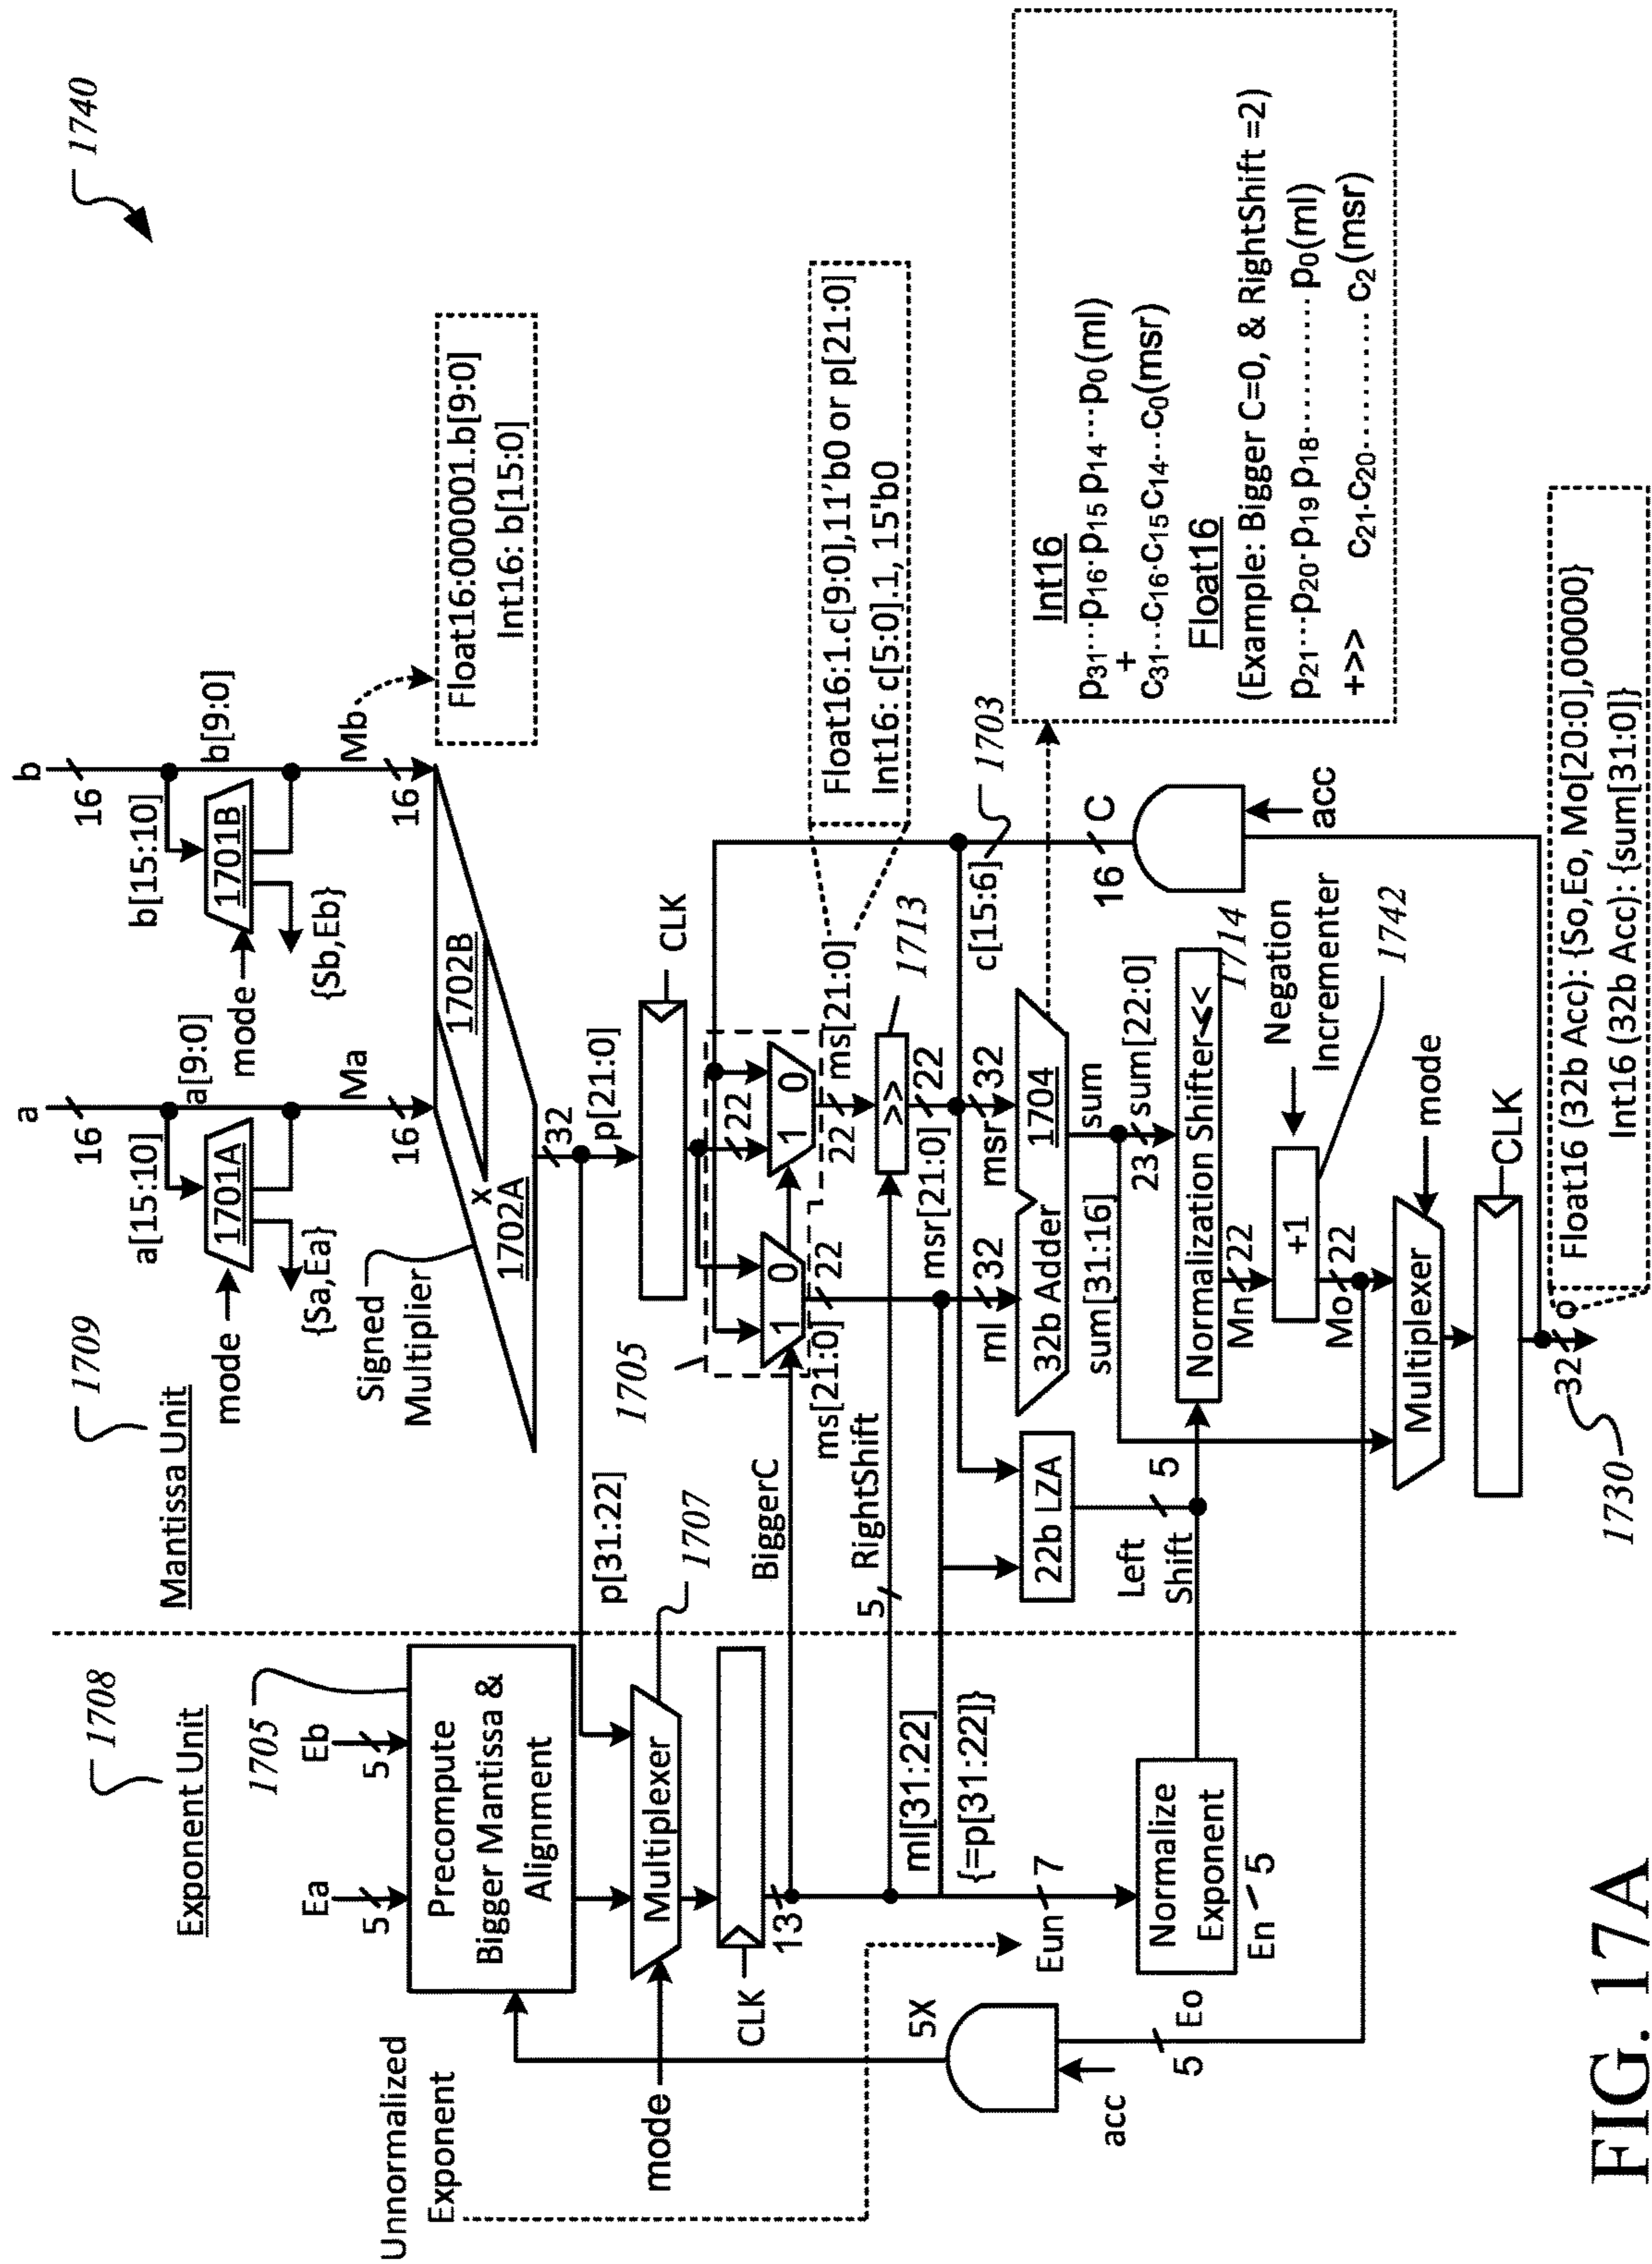 1740
1709
Mantissa Unit
a
16
a[15:10]
a[9:0]
mode
1701A
{Sa,Ea}
Ma
16
b
16
b[15:10]
b[9:0]
mode
1701B
{Sb,Eb}
Mb
16
Float16:000001.b[9:0]
Int16: b[15:0]
Signed
Multiplier
x
1702A
1702B
32
p[21:0]
p[31:22]
CLK
1705
22
1 0
1 0
22
22
ms[21:0]
ms[21:0]
Float16:1.c[9:0],11'b0 or p[21:0]
Int16: c[5:0].1, 15'b0
BiggerC
5
RightShift
>>
1713
22
msr[21:0]
c[15:6]
1703
16
C
acc
ml
32
msr
32
32b Adder
1704
Int16
p31...p16.p15 p14...p0(ml)
+
c31...c16.c15c14...c0(msr)
Float16
(Example: Bigger C=0, & RightShift =2)
p21...p20.p19 p18...........p0(ml)
+>> c21.c20...........c2(msr)
22b LZA
sum
sum[31:16]
23
sum[22:0]
Left
Shift
5
Normalization Shifter<<
1714
Mn
22
+1
Negation
Incrementer
1742
Mo
22
Multiplexer
mode
CLK
32
o
1730
Float16 (32b Acc): {So,Eo, Mo[20:0],00000}
Int16 (32b Acc): {sum[31:0]}
1708
Exponent Unit
1705
Ea
5
Eb
5
Precompute
Bigger Mantissa &
Alignment
1707
Multiplexer
mode
CLK
13
ml[31:22]
{=p[31:22]}
Unnormalized
Exponent
Eun
7
Normalize
Exponent
En
5
5X
acc
5
Eo
FIG. 17A